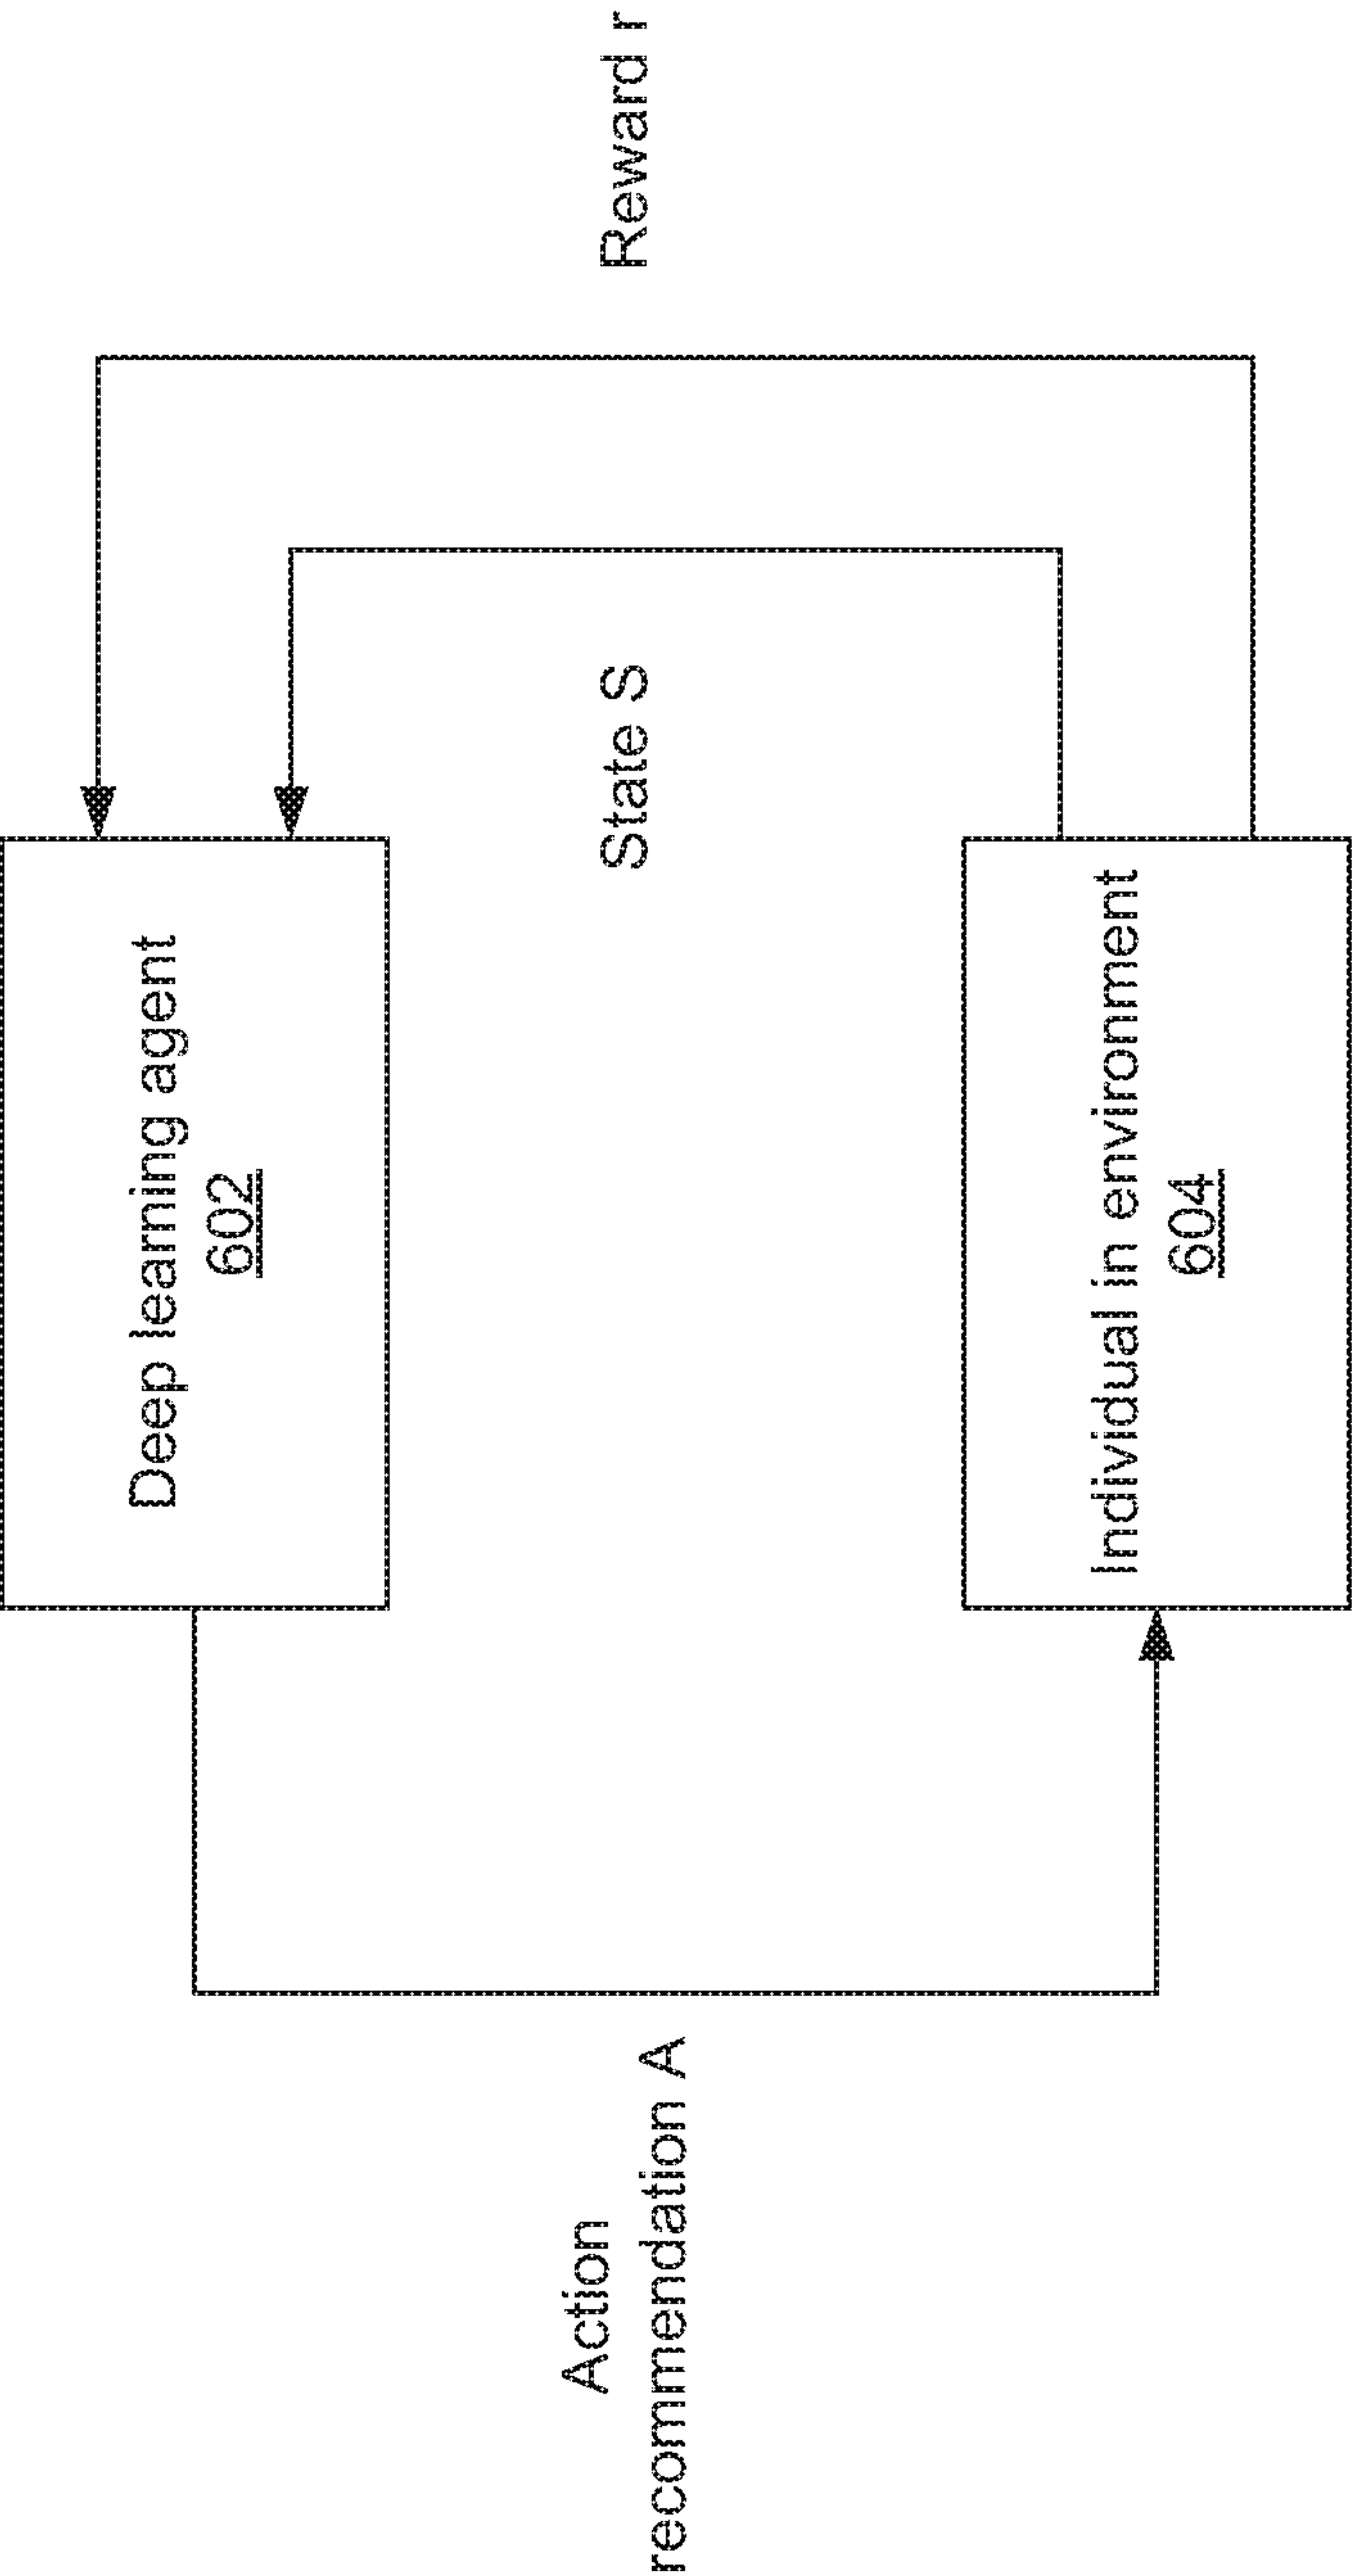 Deep learning agent
602
Action
recommendation A
State S
Reward r
Individual in environment
604